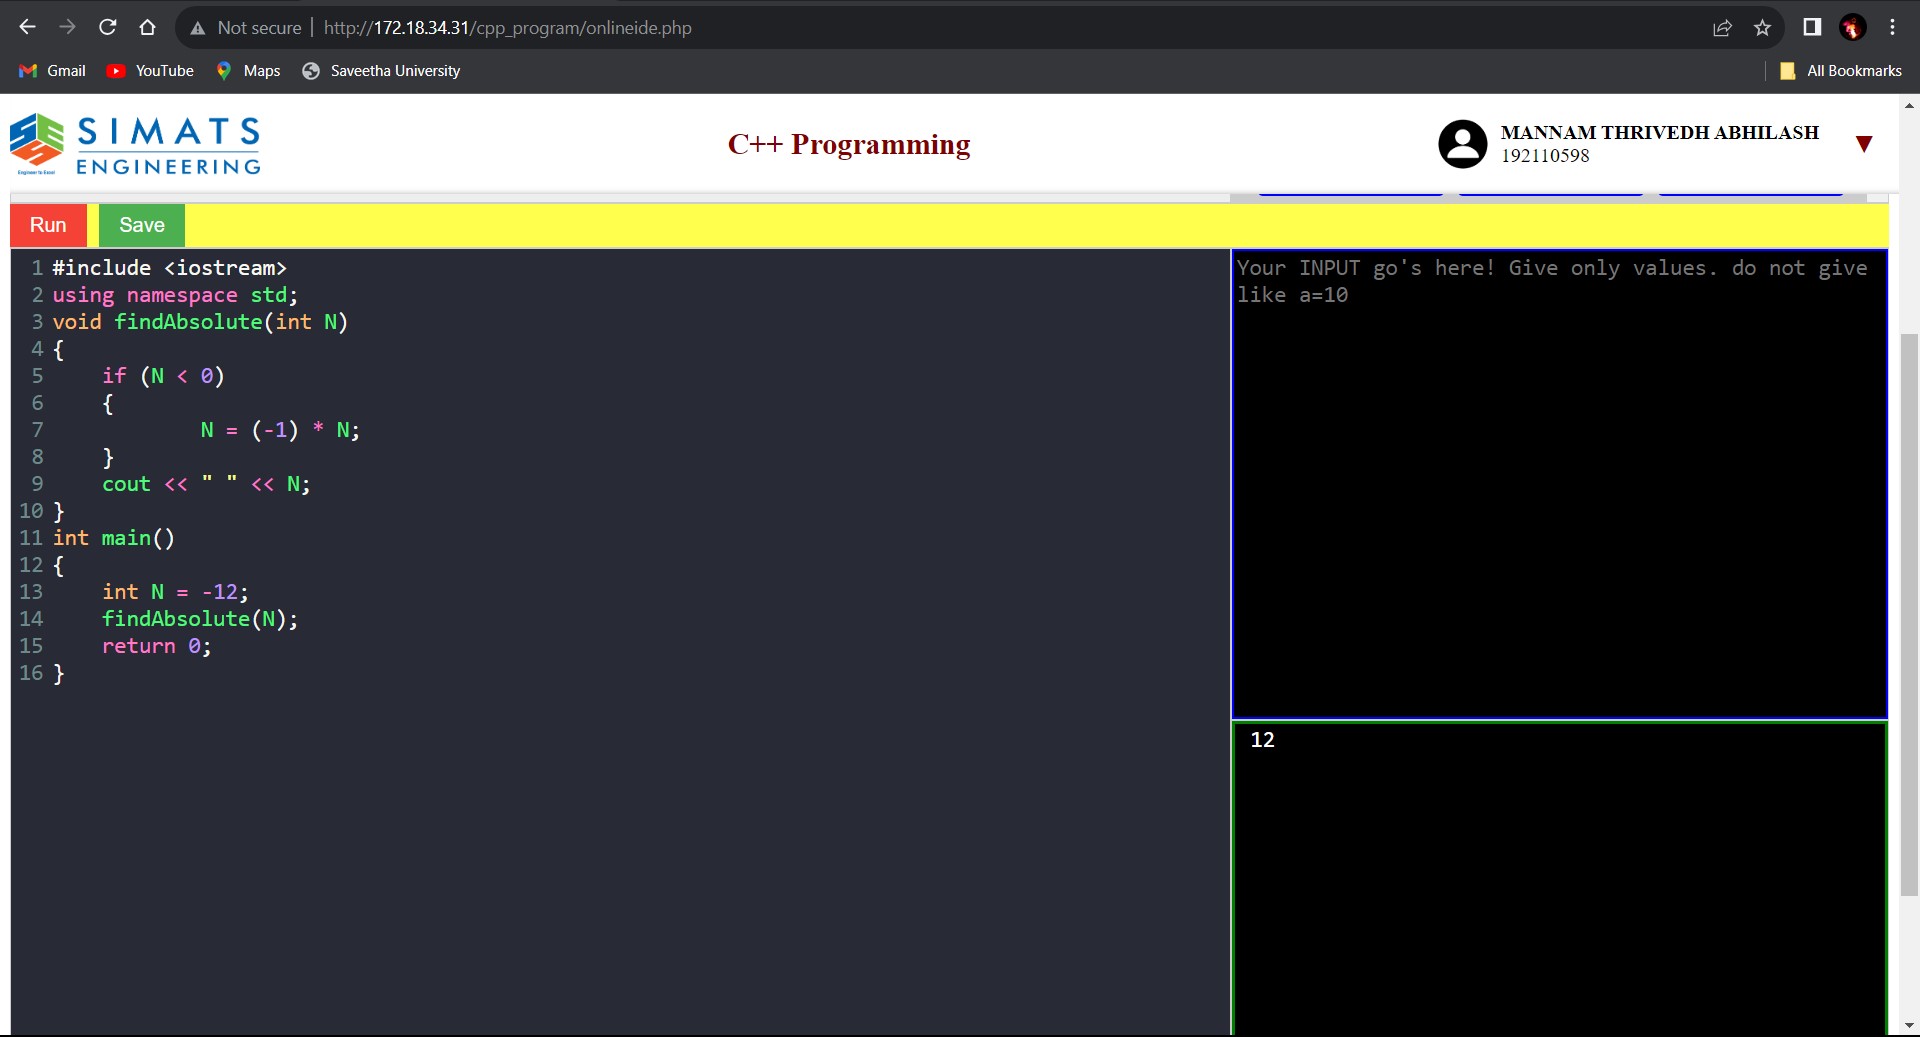 Not secure | http://172.18.34.31/cpp_program/onlineide.php
Gmail YouTube Maps Saveetha University All Bookmarks
SIMATS
ENGINEERING
Engineer to Excel
C++ Programming
MANNAM THRIVEDH ABHILASH
192110598
Run Save
1 #include <iostream>
2 using namespace std;
3 void findAbsolute(int N)
4 {
5     if (N < 0)
6     {
7             N = (-1) * N;
8     }
9     cout << " " << N;
10 }
11 int main()
12 {
13     int N = -12;
14     findAbsolute(N);
15     return 0;
16 }
Your INPUT go's here! Give only values. do not give
like a=10
12